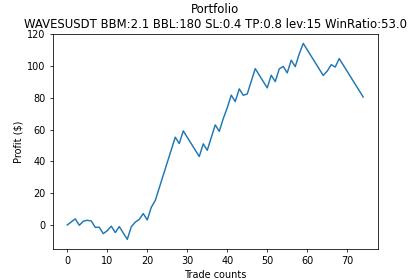 Portfolio
WAVESUSDT BBM:2.1 BBL:180 SL:0.4 TP:0.8 lev:15 WinRatio:53.0
120
100
80
60
40
20
0
Profit ($)
0 10 20 30 40 50 60 70
Trade counts